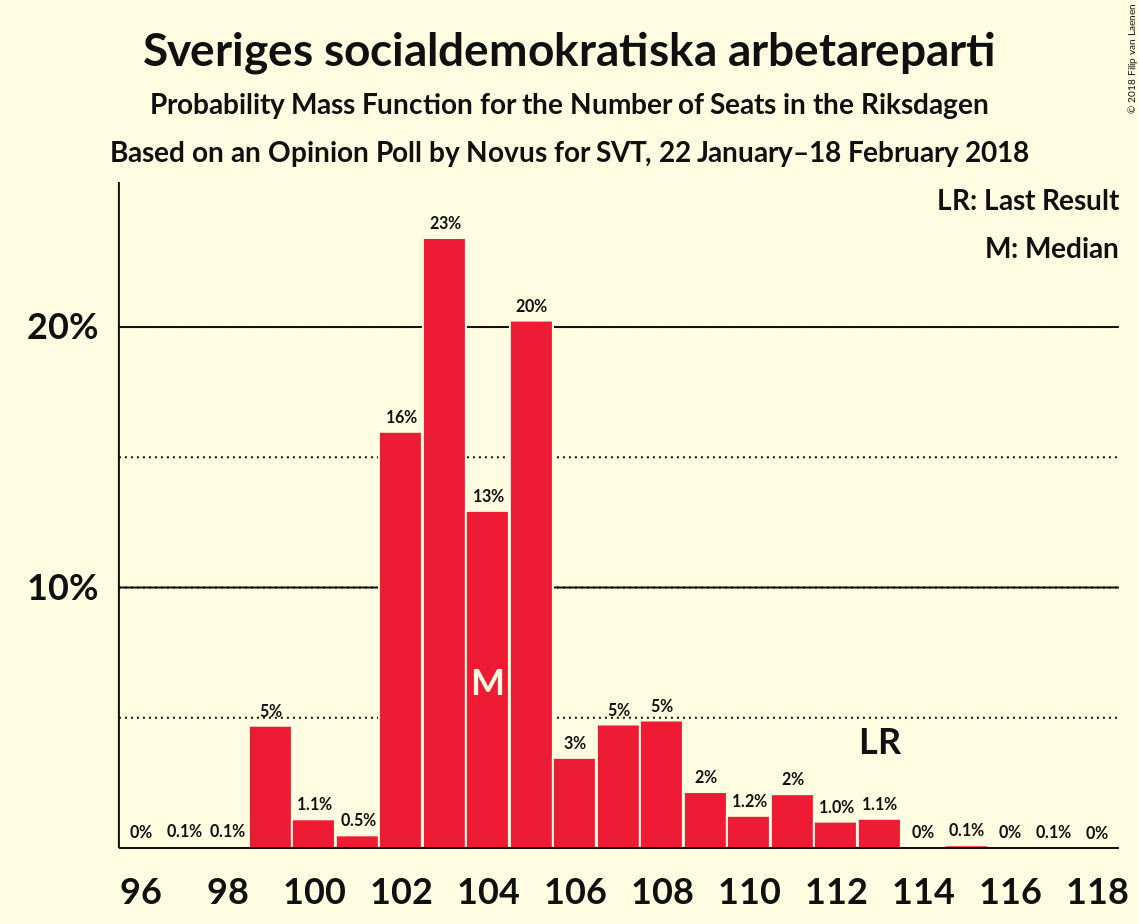 Sveriges socialdemokratiska arbetareparti
Probability Mass Function for the Number of Seats in the Riksdagen
Based on an Opinion Poll by Novus for SVT, 22 January–18 February 2018
© 2018 Filip van Laenen
LR: Last Result
M: Median
20%
10%
0% 0.1% 0.1% 5% 1.1% 0.5% 16% 23% 13% 20% 3% 5% 5% 2% 1.2% 2% 1.0% 1.1% 0% 0.1% 0% 0.1% 0%
M
LR
96 98 100 102 104 106 108 110 112 114 116 118